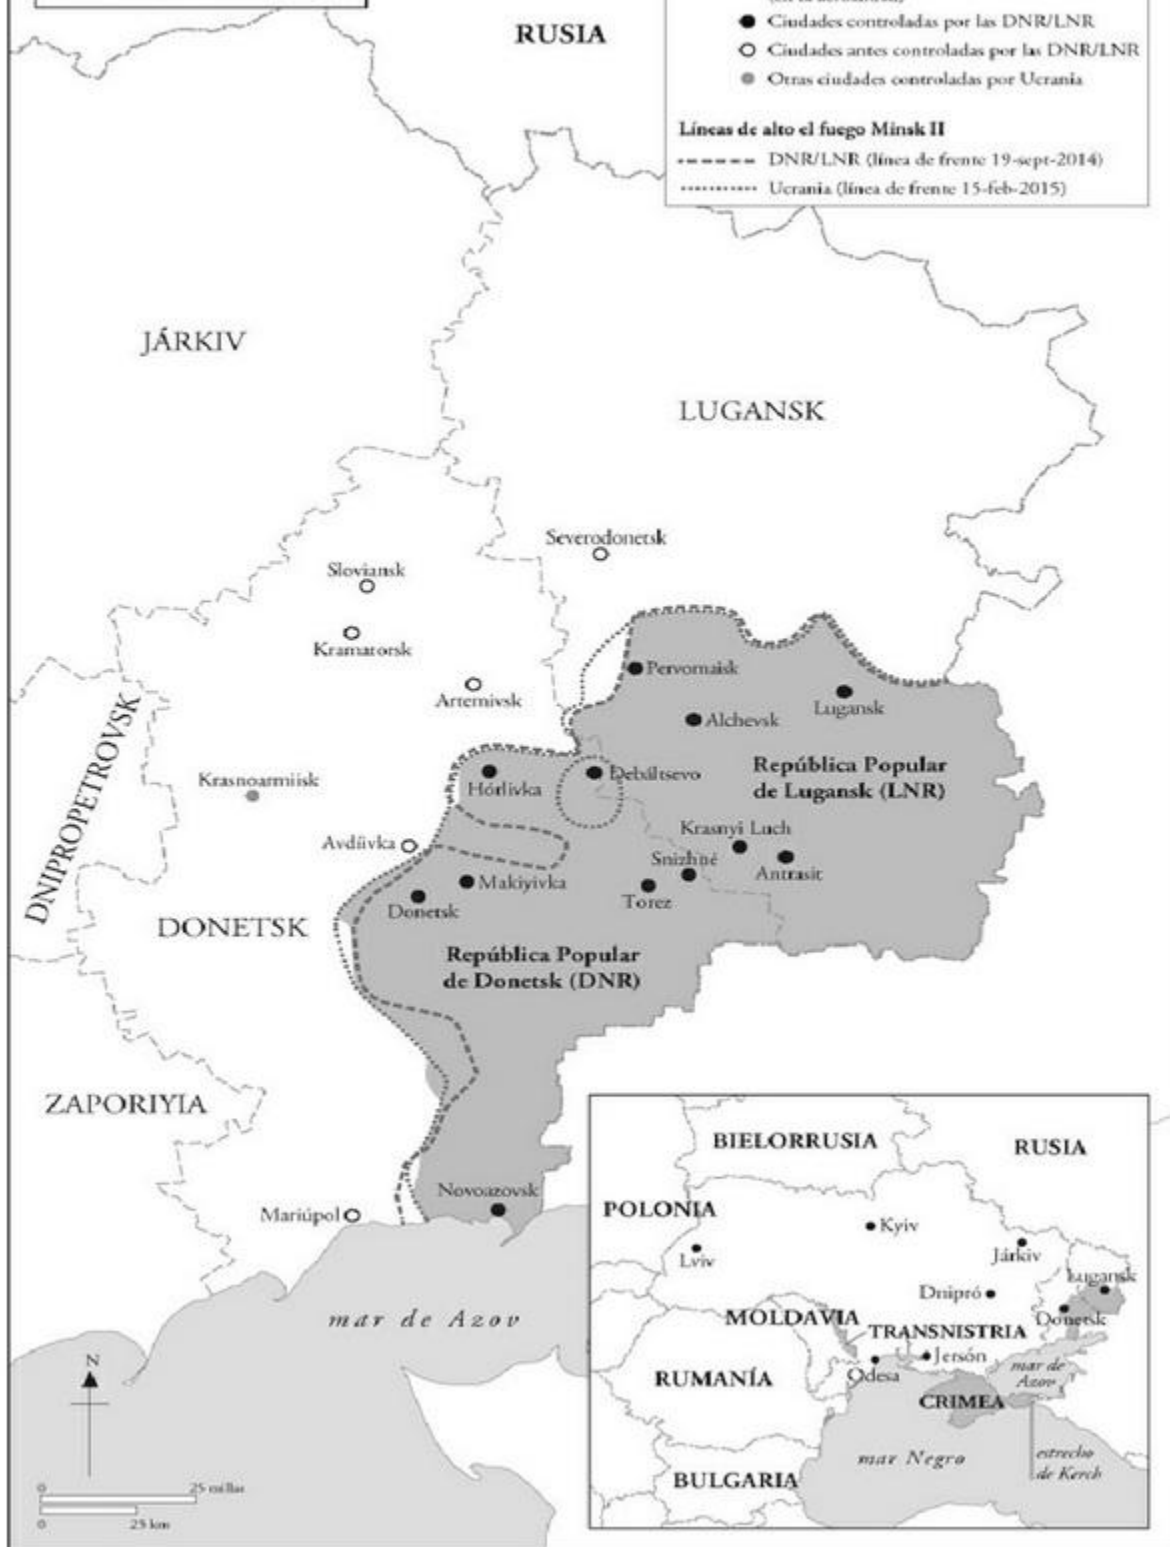 RUSIA
Ciudades controladas por las DNR/LNR
Ciudades antes controladas por las DNR/LNR
Otras ciudades controladas por Ucrania
Líneas de alto el fuego Minsk II
DNR/LNR (línea de frente 19-sept-2014)
Ucrania (línea de frente 15-feb-2015)
JÁRKIV
LUGANSK
Severodonetsk
Sloviansk
Kramatorsk
Artemivsk
Pervomaisk
Lugansk
Alchevsk
DNIPROPETROVSK
Krasnoarmiisk
Hórlivka
Debáltsevo
República Popular
de Lugansk (LNR)
Avdíivka
Krasnyi Luch
Snizhné
Antrasit
Makiyivka
Torez
Donetsk
DONETSK
República Popular
de Donetsk (DNR)
ZAPORIYIA
Mariúpol
Novoazovsk
mar de Azov
N
0
25 millas
0
25 km
BIELORRUSIA
RUSIA
POLONIA
Kyiv
Lviv
Járkiv
Lugansk
Dnipró
Donetsk
MOLDAVIA
TRANSNISTRIA
Jersón
Odesa
mar de
Azov
RUMANÍA
CRIMEA
mar Negro
estrecho
de Kerch
BULGARIA